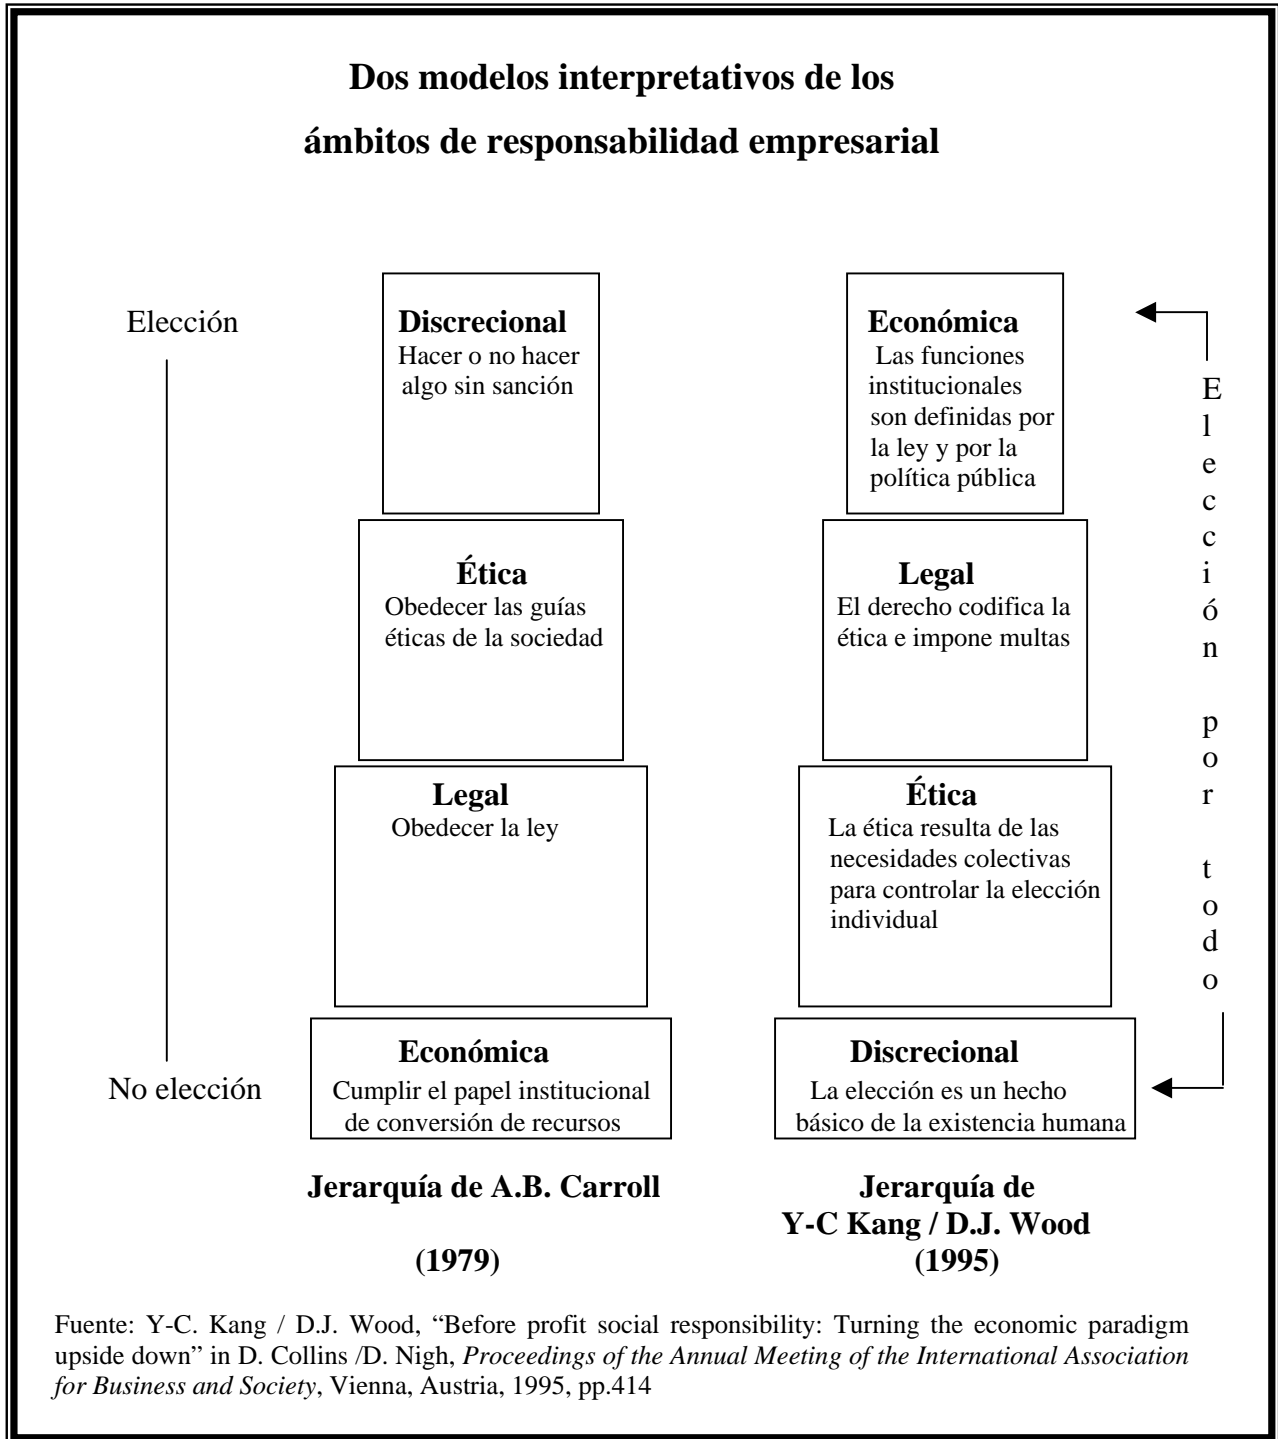 Dos modelos interpretativos de los
ámbitos de responsabilidad empresarial
Elección
No elección
Discrecional
Hacer o no hacer
algo sin sanción
Ética
Obedecer las guías
éticas de la sociedad
Legal
Obedecer la ley
Económica
Cumplir el papel institucional
de conversión de recursos
Jerarquía de A.B. Carroll
(1979)
Económica
Las funciones
institucionales
son definidas por
la ley y por la
política pública
Legal
El derecho codifica la
ética e impone multas
Ética
La ética resulta de las
necesidades colectivas
para controlar la elección
individual
Discrecional
La elección es un hecho
básico de la existencia humana
Jerarquía de
Y-C Kang / D.J. Wood
(1995)
Elección por todo
Fuente: Y-C. Kang / D.J. Wood, “Before profit social responsibility: Turning the economic paradigm
upside down” in D. Collins /D. Nigh, Proceedings of the Annual Meeting of the International Association
for Business and Society, Vienna, Austria, 1995, pp.414